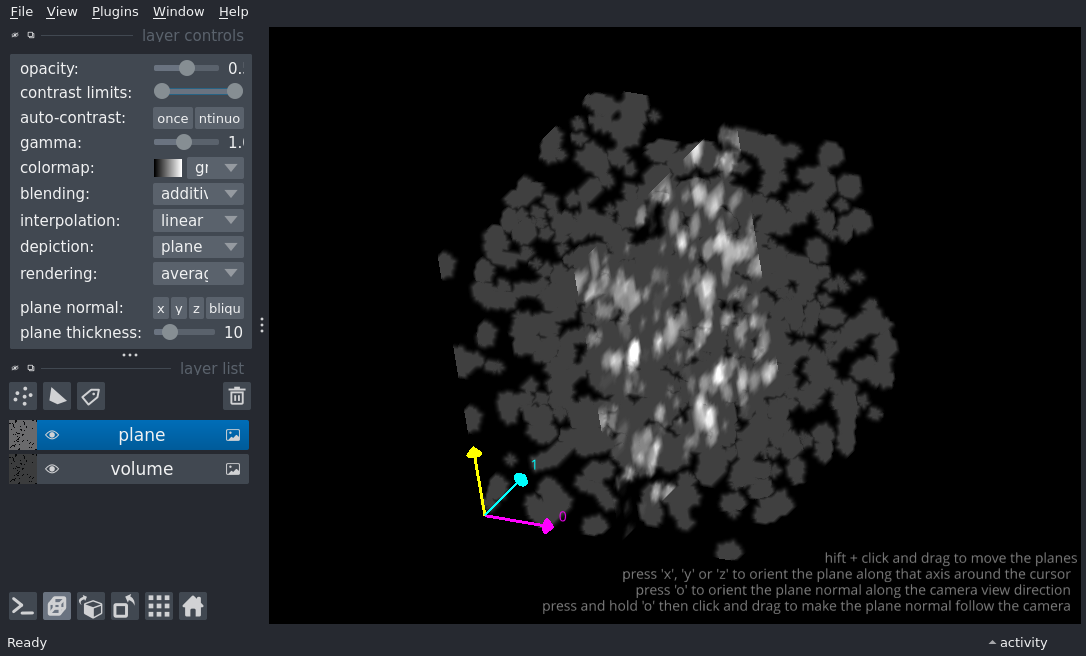 File View Plugins Window Help
layer controls
opacity: 0.
contrast limits:
auto-contrast: once ntinuo
gamma: 1.
colormap: gr
blending: additiv
interpolation: linear
depiction: plane
rendering: averag
plane normal: x y z bliqu
plane thickness: 10
layer list
plane
volume
1
0
hift + click and drag to move the planes
press 'x', 'y' or 'z' to orient the plane along that axis around the cursor
press 'o' to orient the plane normal along the camera view direction
press and hold 'o' then click and drag to make the plane normal follow the camera
Ready activity